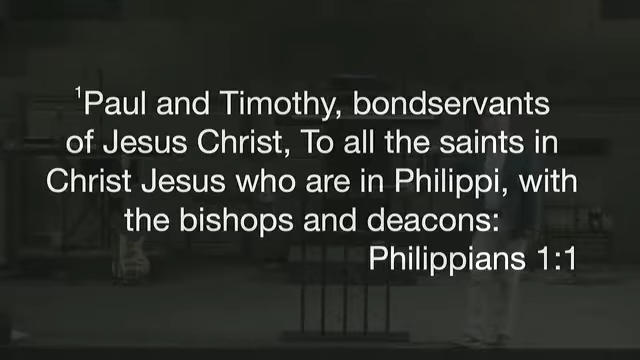 ¹Paul and Timothy, bondservants
of Jesus Christ, To all the saints in
Christ Jesus who are in Philippi, with
the bishops and deacons:
Philippians 1:1